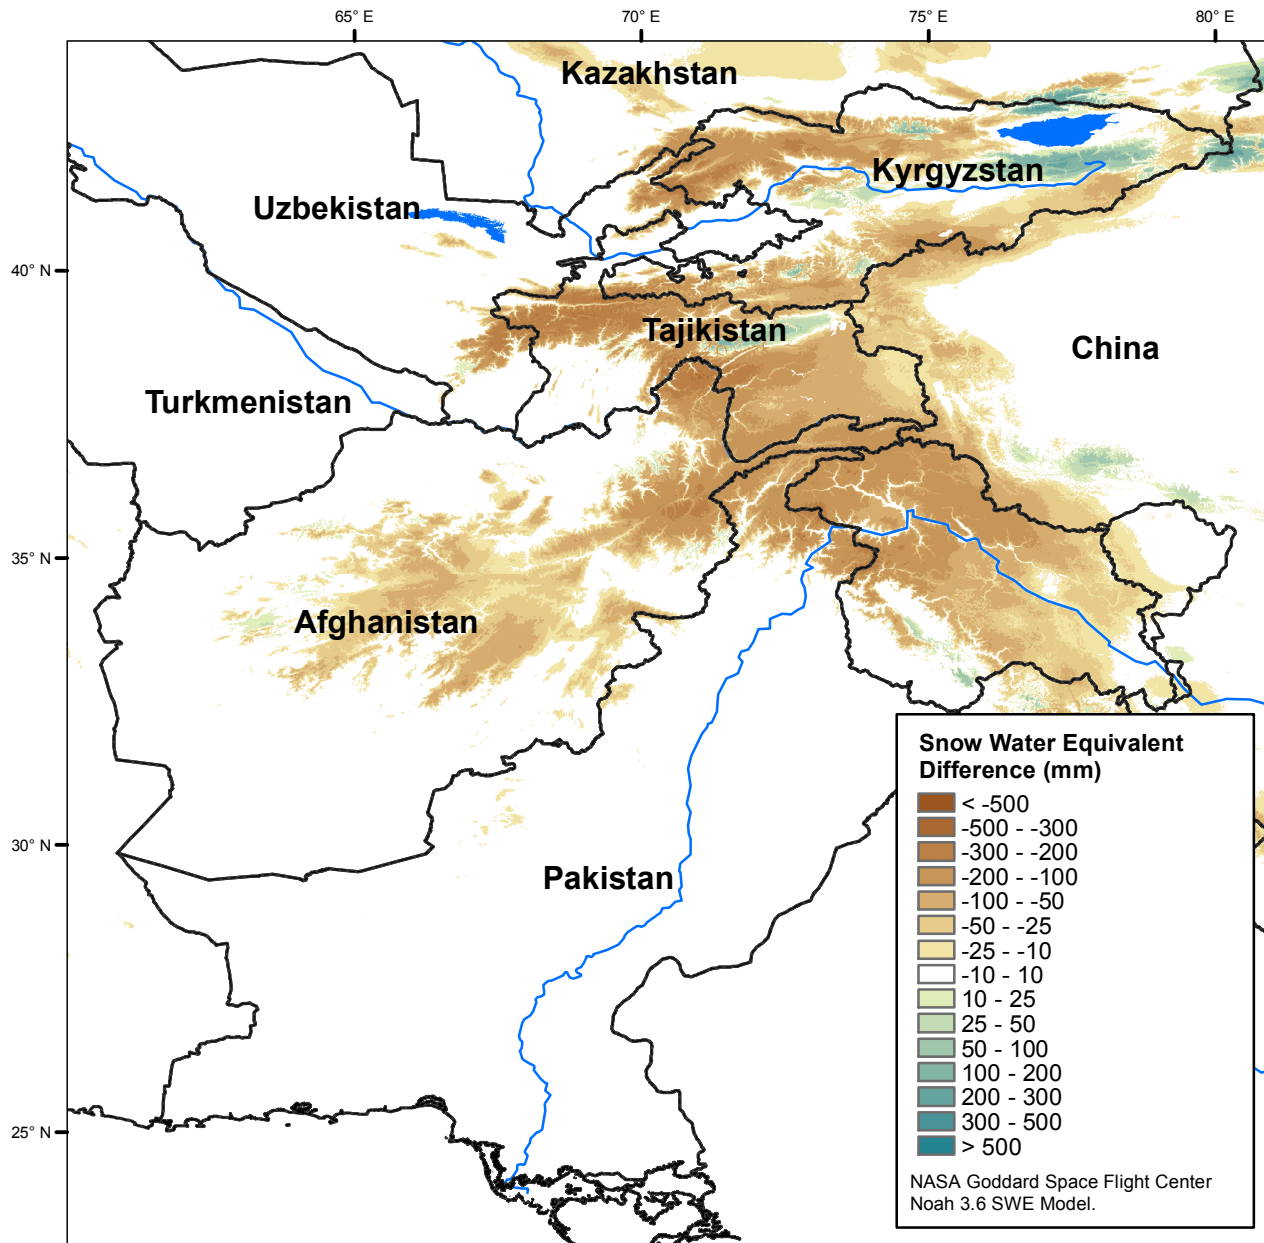 65° E
70° E
75° E
80° E
Kazakhstan
Kyrgyzstan
Uzbekistan
40° N
Tajikistan
China
Turkmenistan
35° N
Afghanistan
Snow Water Equivalent
Difference (mm)
< -500
-500 - -300
-300 - -200
-200 - -100
-100 - -50
-50 - -25
-25 - -10
-10 - 10
10 - 25
25 - 50
50 - 100
100 - 200
200 - 300
300 - 500
> 500
NASA Goddard Space Flight Center
Noah 3.6 SWE Model.
30° N
Pakistan
25° N